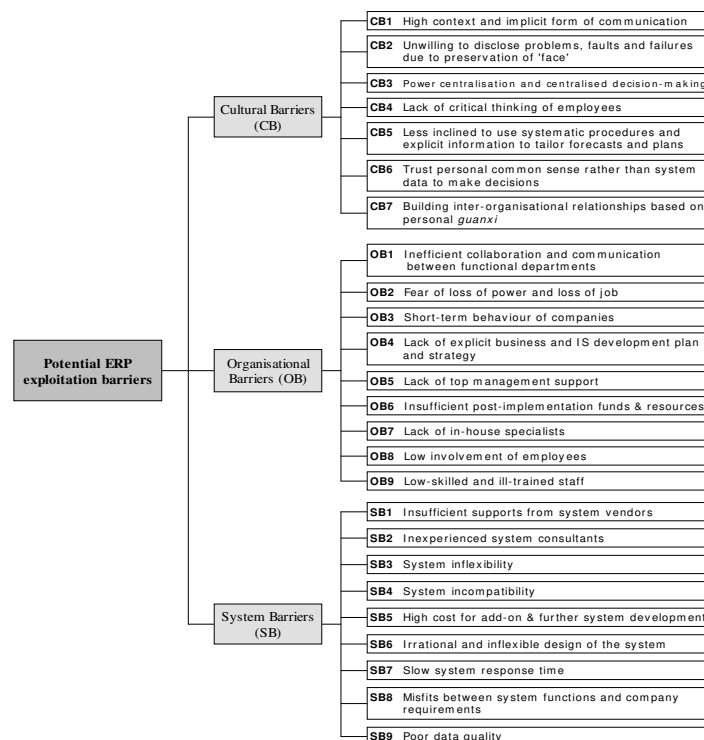 Potential ERP
exploitation barriers
Cultural Barriers
(CB)
CB1 High context and implicit form of communication
CB2 Unwilling to disclose problems, faults and failures
due to preservation of 'face'
CB3 Power centralisation and centralised decision-making
CB4 Lack of critical thinking of employees
CB5 Less inclined to use systematic procedures and
explicit information to tailor forecasts and plans
CB6 Trust personal common sense rather than system
data to make decisions
CB7 Building inter-organisational relationships based on
personal guanxi
Organisational
Barriers (OB)
OB1 Inefficient collaboration and communication
between functional departments
OB2 Fear of loss of power and loss of job
OB3 Short-term behaviour of companies
OB4 Lack of explicit business and IS development plan
and strategy
OB5 Lack of top management support
OB6 Insufficient post-implementation funds & resources
OB7 Lack of in-house specialists
OB8 Low involvement of employees
OB9 Low-skilled and ill-trained staff
System Barriers
(SB)
SB1 Insufficient supports from system vendors
SB2 Inexperienced system consultants
SB3 System inflexibility
SB4 System incompatibility
SB5 High cost for add-on & further system development
SB6 Irrational and inflexible design of the system
SB7 Slow system response time
SB8 Misfits between system functions and company
requirements
SB9 Poor data quality